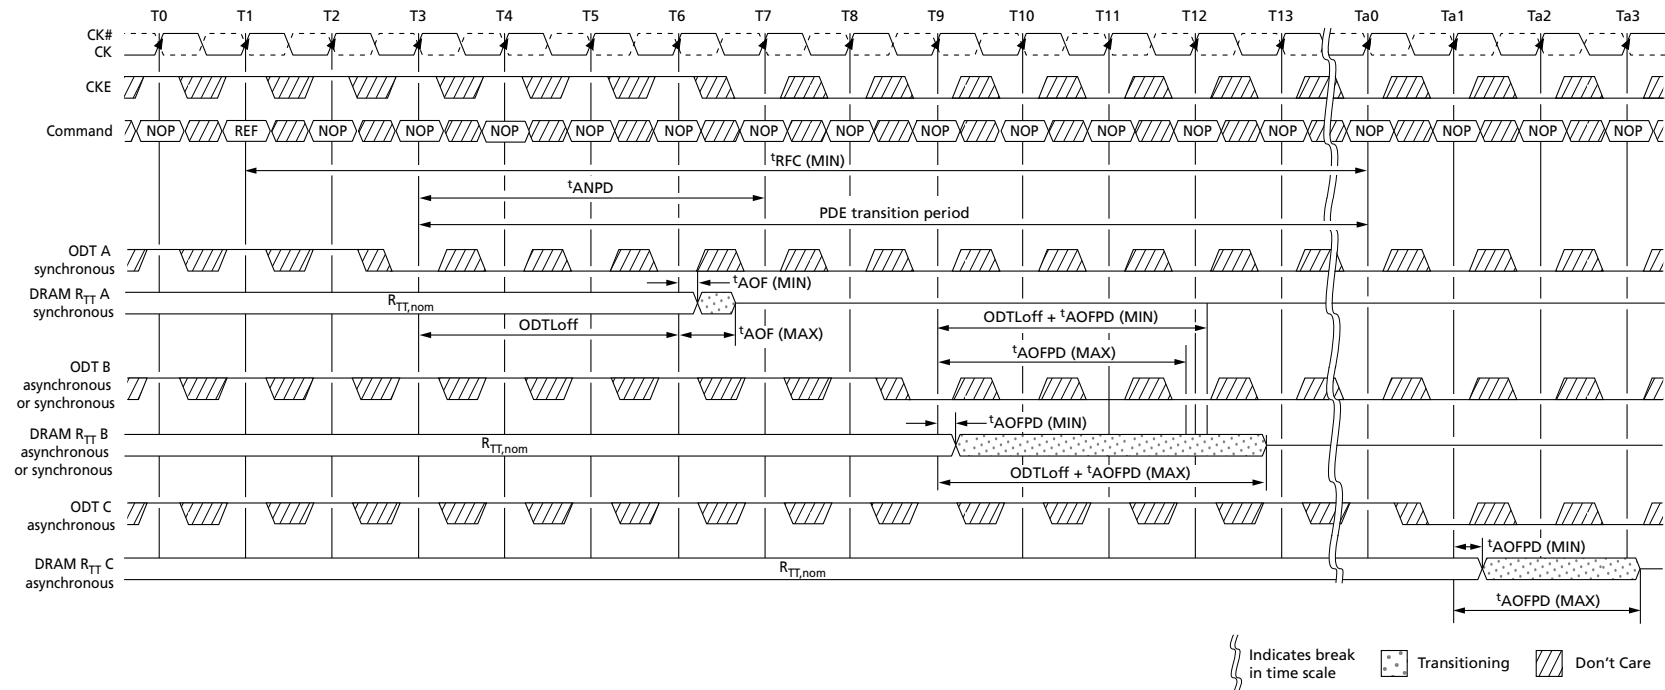 T0 T1 T2 T3 T4 T5 T6 T7 T8 T9 T10 T11 T12 T13 Ta0 Ta1 Ta2 Ta3
CK#
CK
CKE
Command NOP REF NOP NOP NOP NOP NOP NOP NOP NOP NOP NOP NOP NOP NOP NOP NOP NOP
tRFC (MIN)
tANPD
PDE transition period
ODT A
synchronous
tAOF (MIN)
DRAM RTT A
synchronous
RTT,nom
ODTLoff + tAOFPD (MIN)
ODTLoff
tAOF (MAX)
tAOFPD (MAX)
ODT B
asynchronous
or synchronous
tAOFPD (MIN)
DRAM RTT B
asynchronous
or synchronous
RTT,nom
ODTLoff + tAOFPD (MAX)
ODT C
asynchronous
tAOFPD (MIN)
DRAM RTT C
asynchronous
RTT,nom
tAOFPD (MAX)
Indicates break
in time scale
Transitioning
Don't Care